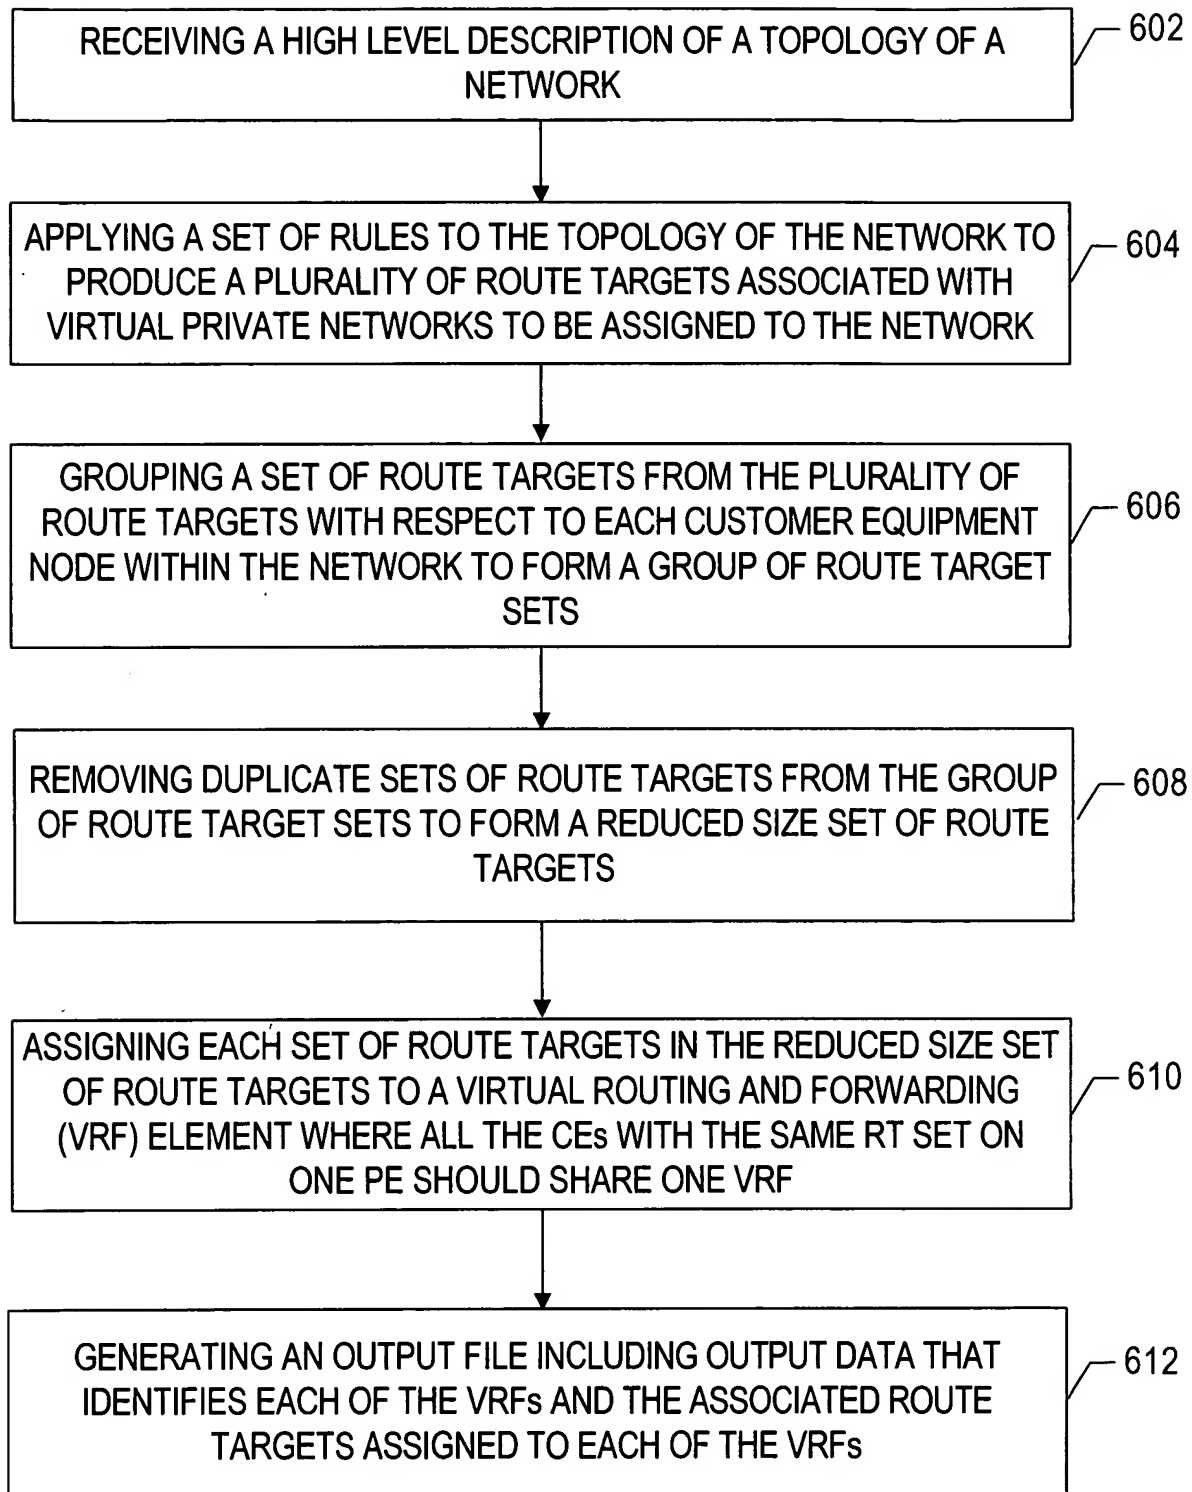 RECEIVING A HIGH LEVEL DESCRIPTION OF A TOPOLOGY OF A
NETWORK
602
APPLYING A SET OF RULES TO THE TOPOLOGY OF THE NETWORK TO
PRODUCE A PLURALITY OF ROUTE TARGETS ASSOCIATED WITH
VIRTUAL PRIVATE NETWORKS TO BE ASSIGNED TO THE NETWORK
604
GROUPING A SET OF ROUTE TARGETS FROM THE PLURALITY OF
ROUTE TARGETS WITH RESPECT TO EACH CUSTOMER EQUIPMENT
NODE WITHIN THE NETWORK TO FORM A GROUP OF ROUTE TARGET
SETS
606
REMOVING DUPLICATE SETS OF ROUTE TARGETS FROM THE GROUP
OF ROUTE TARGET SETS TO FORM A REDUCED SIZE SET OF ROUTE
TARGETS
608
ASSIGNING EACH SET OF ROUTE TARGETS IN THE REDUCED SIZE SET
OF ROUTE TARGETS TO A VIRTUAL ROUTING AND FORWARDING
(VRF) ELEMENT WHERE ALL THE CEs WITH THE SAME RT SET ON
ONE PE SHOULD SHARE ONE VRF
610
GENERATING AN OUTPUT FILE INCLUDING OUTPUT DATA THAT
IDENTIFIES EACH OF THE VRFs AND THE ASSOCIATED ROUTE
TARGETS ASSIGNED TO EACH OF THE VRFs
612